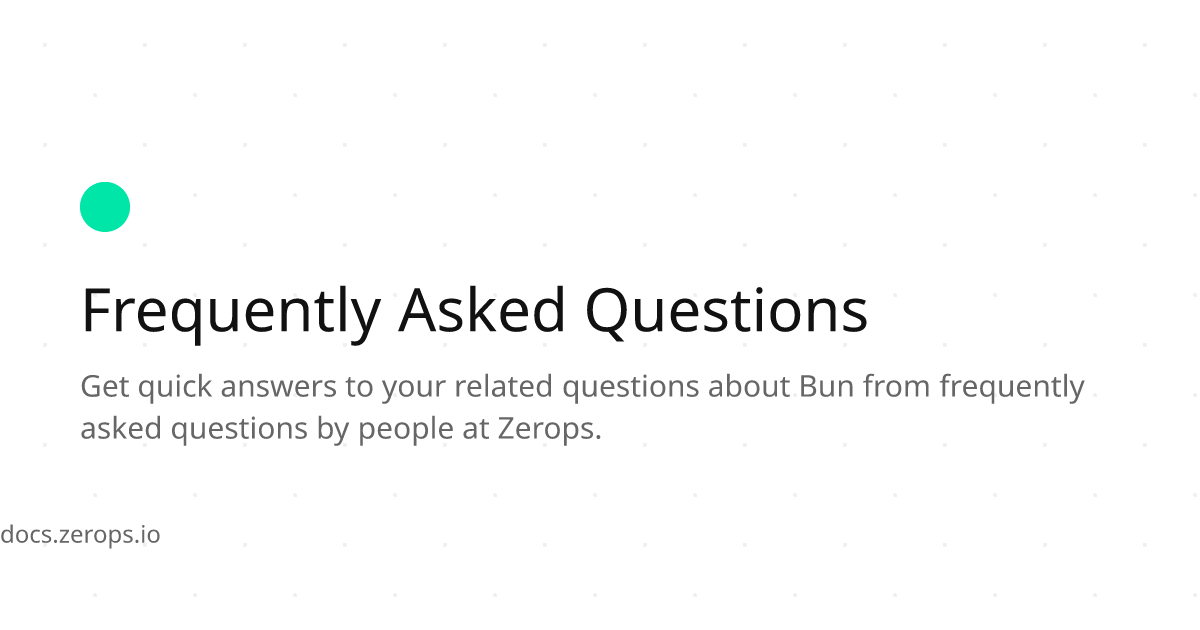 Frequently Asked Questions
Get quick answers to your related questions about Bun from frequently
asked questions by people at Zerops.
docs.zerops.io